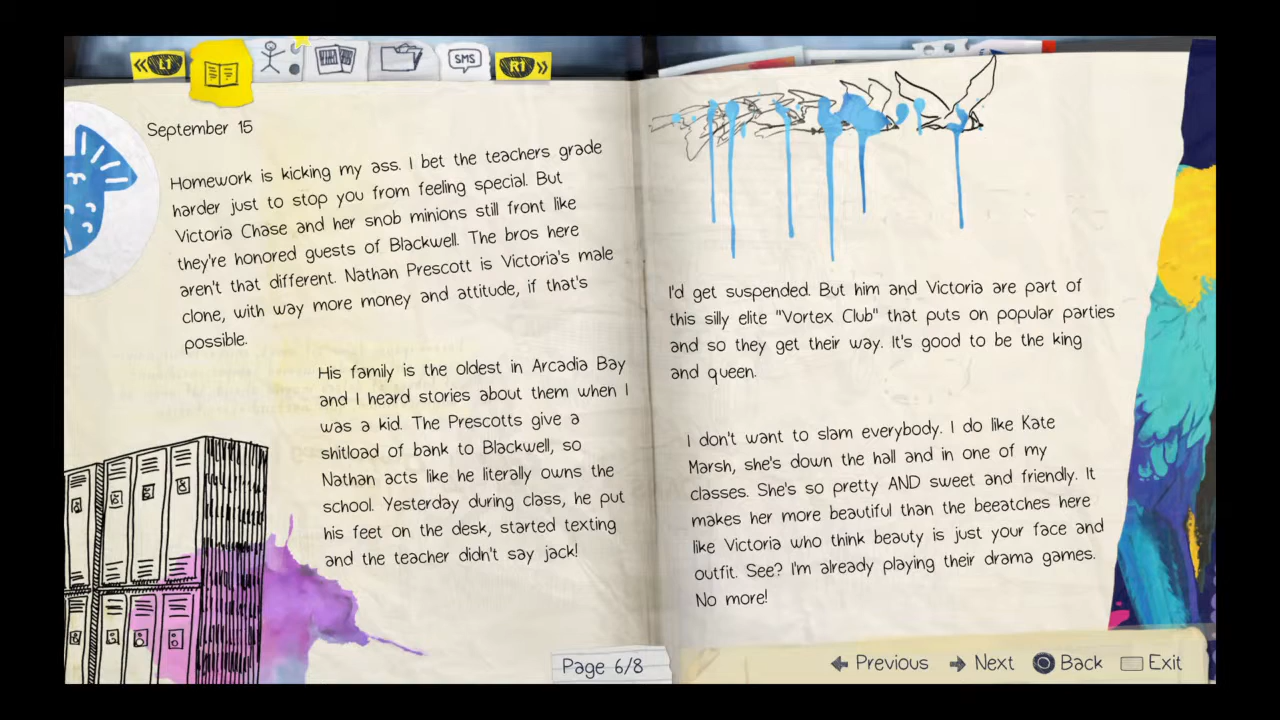 « LT
SMS
R1 »
September 15
Homework is kicking my ass. I bet the teachers grade
harder just to stop you from feeling special. But
Victoria Chase and her snob minions still front like
they're honored guests of Blackwell. The bros here
aren't that different. Nathan Prescott is Victoria's male
clone, with way more money and attitude, if that's
possible.
His family is the oldest in Arcadia Bay
and I heard stories about them when I
was a kid. The Prescotts give a
shitload of bank to Blackwell, so
Nathan acts like he literally owns the
school. Yesterday during class, he put
his feet on the desk, started texting
and the teacher didn't say jack!
I'd get suspended. But him and Victoria are part of
this silly elite "Vortex Club" that puts on popular parties
and so they get their way. It's good to be the king
and queen.
I don't want to slam everybody. I do like Kate
Marsh, she's down the hall and in one of my
classes. She's so pretty AND sweet and friendly. It
makes her more beautiful than the beeatches here
like Victoria who think beauty is just your face and
outfit. See? I'm already playing their drama games.
No more!
Page 6/8
Previous
Next
Back
Exit